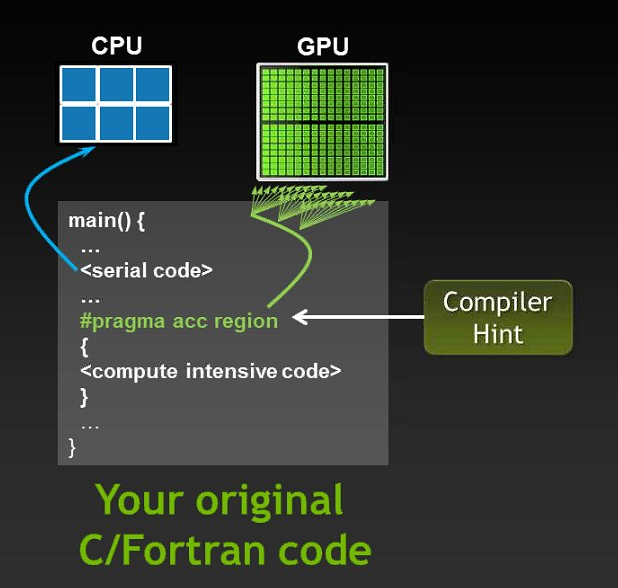 CPU
GPU
main() {
...
<serial code>
...
#pragma acc region
{
<compute intensive code>
}
...
}
Compiler
Hint
Your original
C/Fortran code